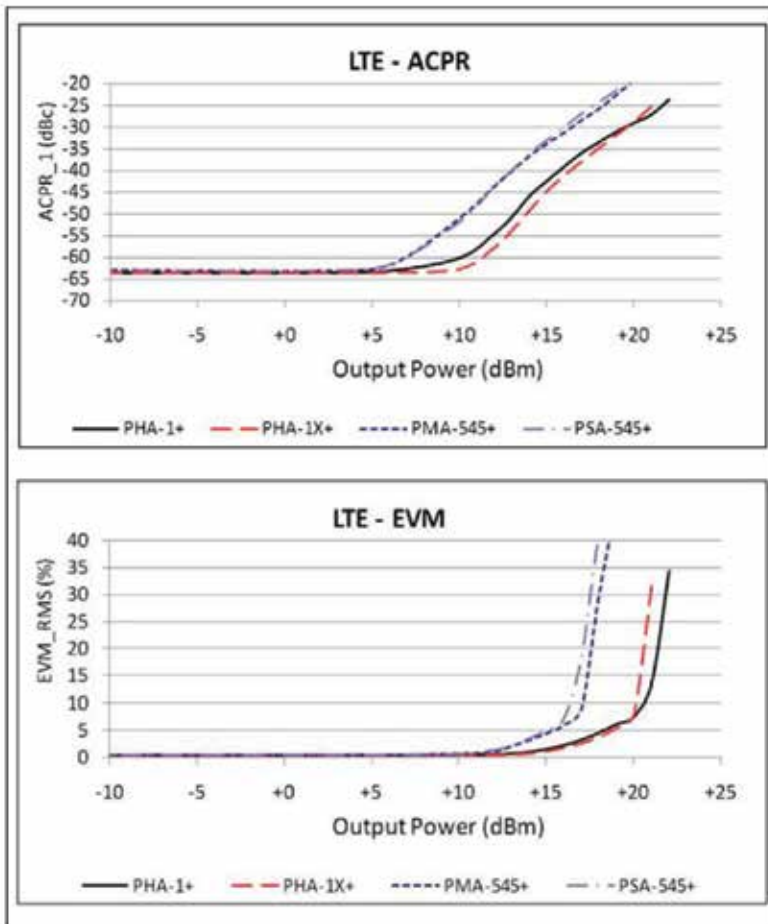 LTE - ACPR
-20
-25
-30
-35
-40
-45
-50
-55
-60
-65
-70
ACPR_1 (dBc)
-10 -5 +0 +5 +10 +15 +20 +25
Output Power (dBm)
PHA-1+ PHA-1X+ PMA-545+ PSA-545+
LTE - EVM
40
35
30
25
20
15
10
5
0
EVM_RMS (%)
-10 -5 +0 +5 +10 +15 +20 +25
Output Power (dBm)
PHA-1+ PHA-1X+ PMA-545+ PSA-545+